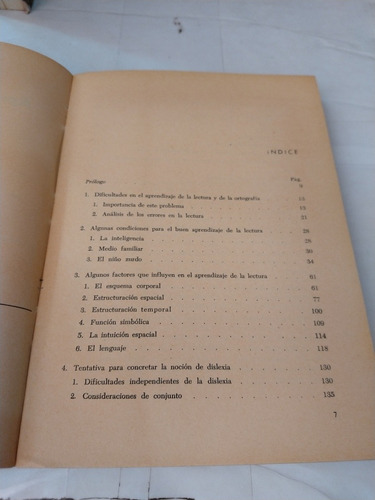 INDICE
Pág.
Prólogo 9
1. Dificultades en el aprendizaje de la lectura y de la ortografía 15
1. Importancia de este problema 15
2. Análisis de los errores en la lectura 21
2. Algunas condiciones para el buen aprendizaje de la lectura 28
1. La inteligencia 28
2. Medio familiar 30
3. El niño zurdo 34
3. Algunos factores que influyen en el aprendizaje de la lectura 61
1. El esquema corporal 61
2. Estructuración espacial 77
3. Estructuración temporal 100
4. Función simbólica 109
5. La intuición espacial 114
6. El lenguaje 118
4. Tentativa para concretar la noción de dislexia 130
1. Dificultades independientes de la dislexia 130
2. Consideraciones de conjunto 135
7